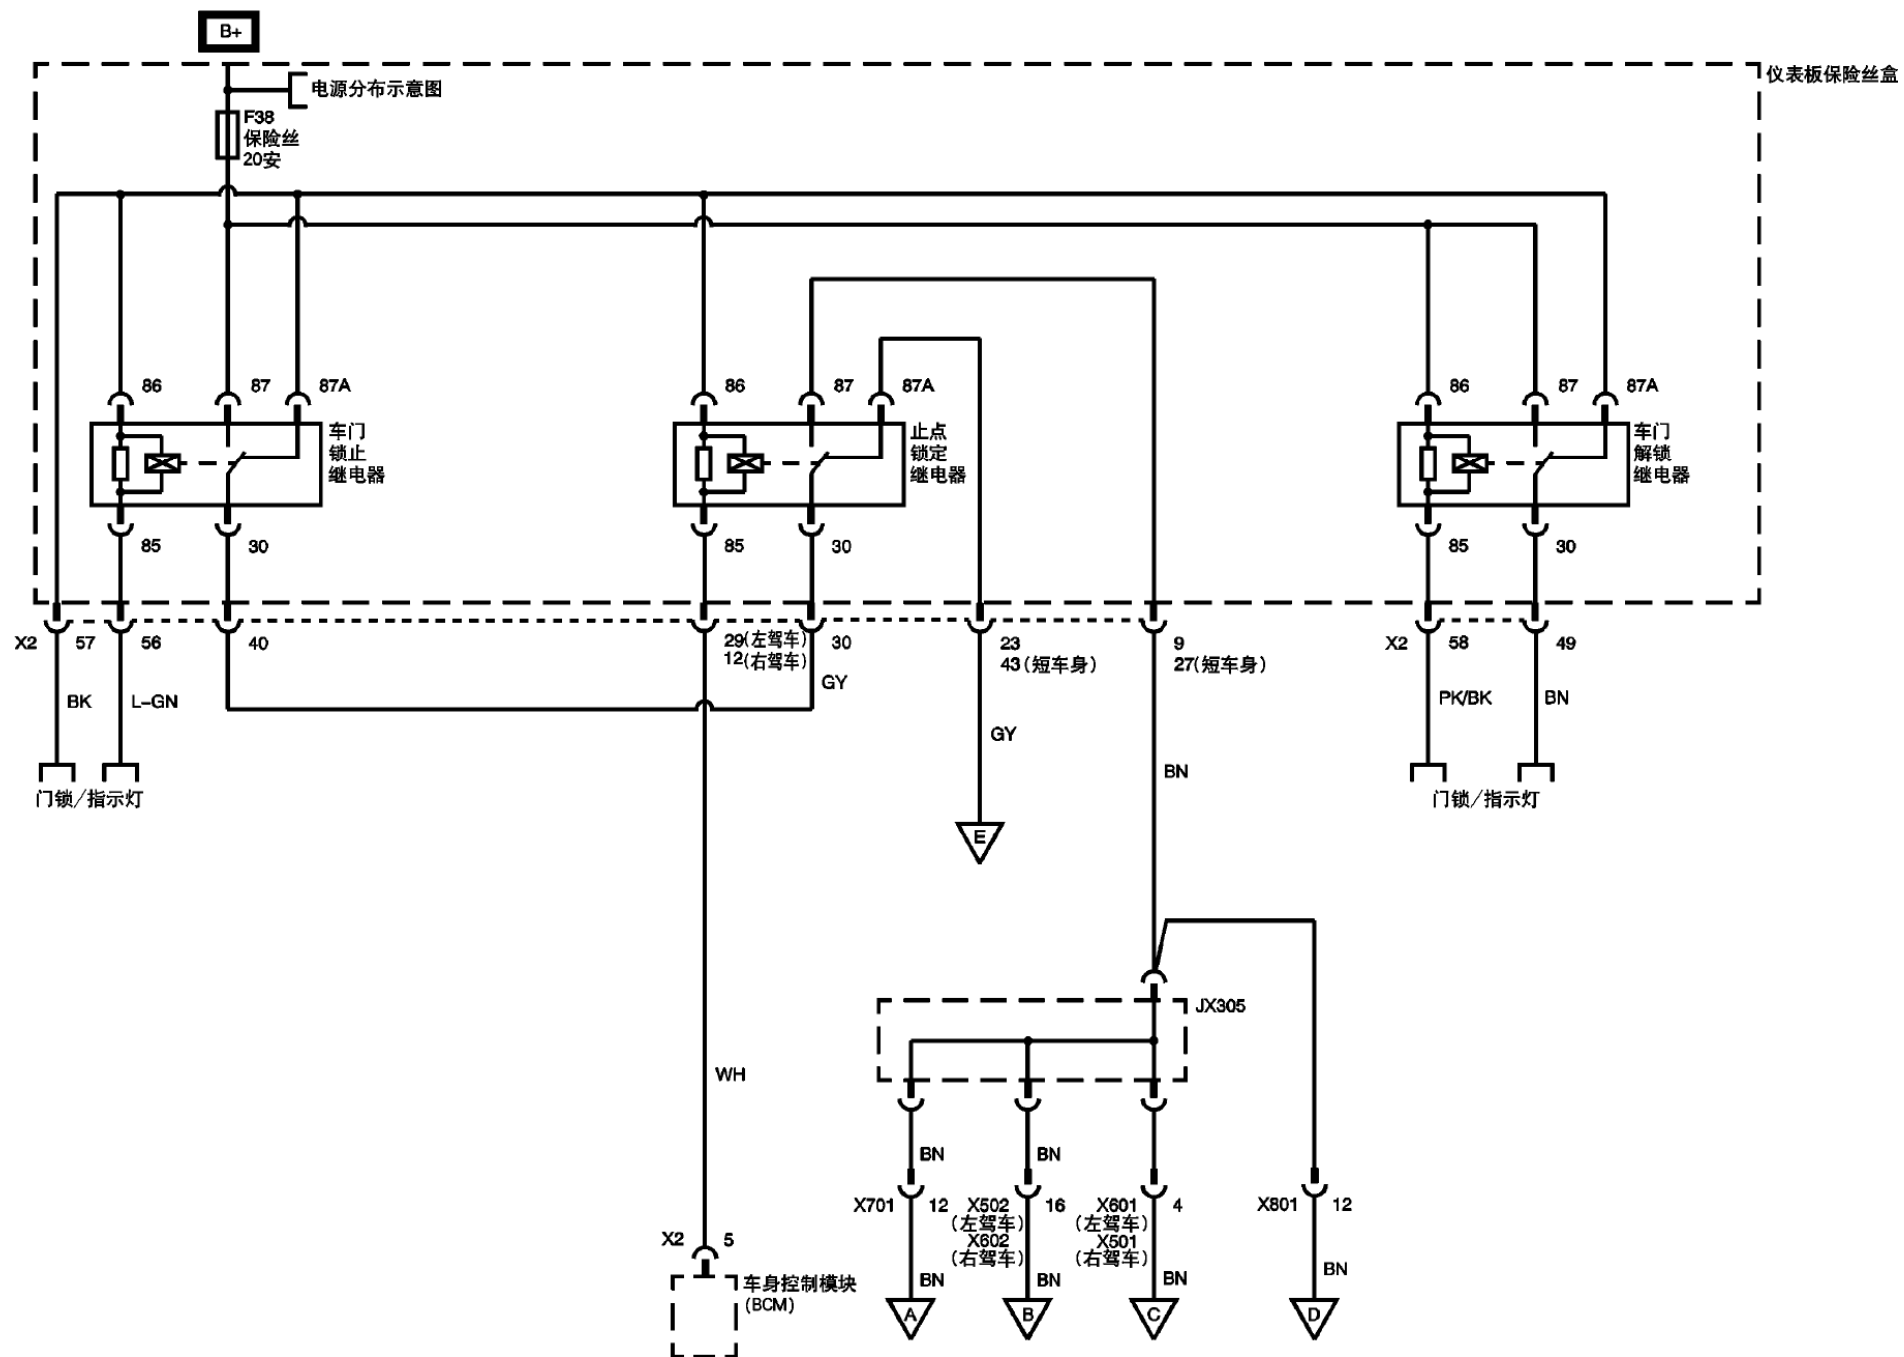 B+
仪表板保险丝盒
电源分布示意图
F38
保险丝
20安
86
87
87A
车门
锁止
继电器
86
87
87A
止点
锁定
继电器
86
87
87A
车门
解锁
继电器
85
30
85
30
85
30
X2
57
56
40
29(左驾车)
12(右驾车)
30
23
43(短车身)
9
27(短车身)
X2
58
49
BK
L-GN
GY
GY
BN
PK/BK
BN
门锁/指示灯
门锁/指示灯
E
JX305
WH
BN
BN
X701
12
X502
(左驾车)
X602
(右驾车)
16
X601
(左驾车)
X501
(右驾车)
4
X801
12
X2
5
车身控制模块
(BCM)
BN
BN
BN
BN
A
B
C
D